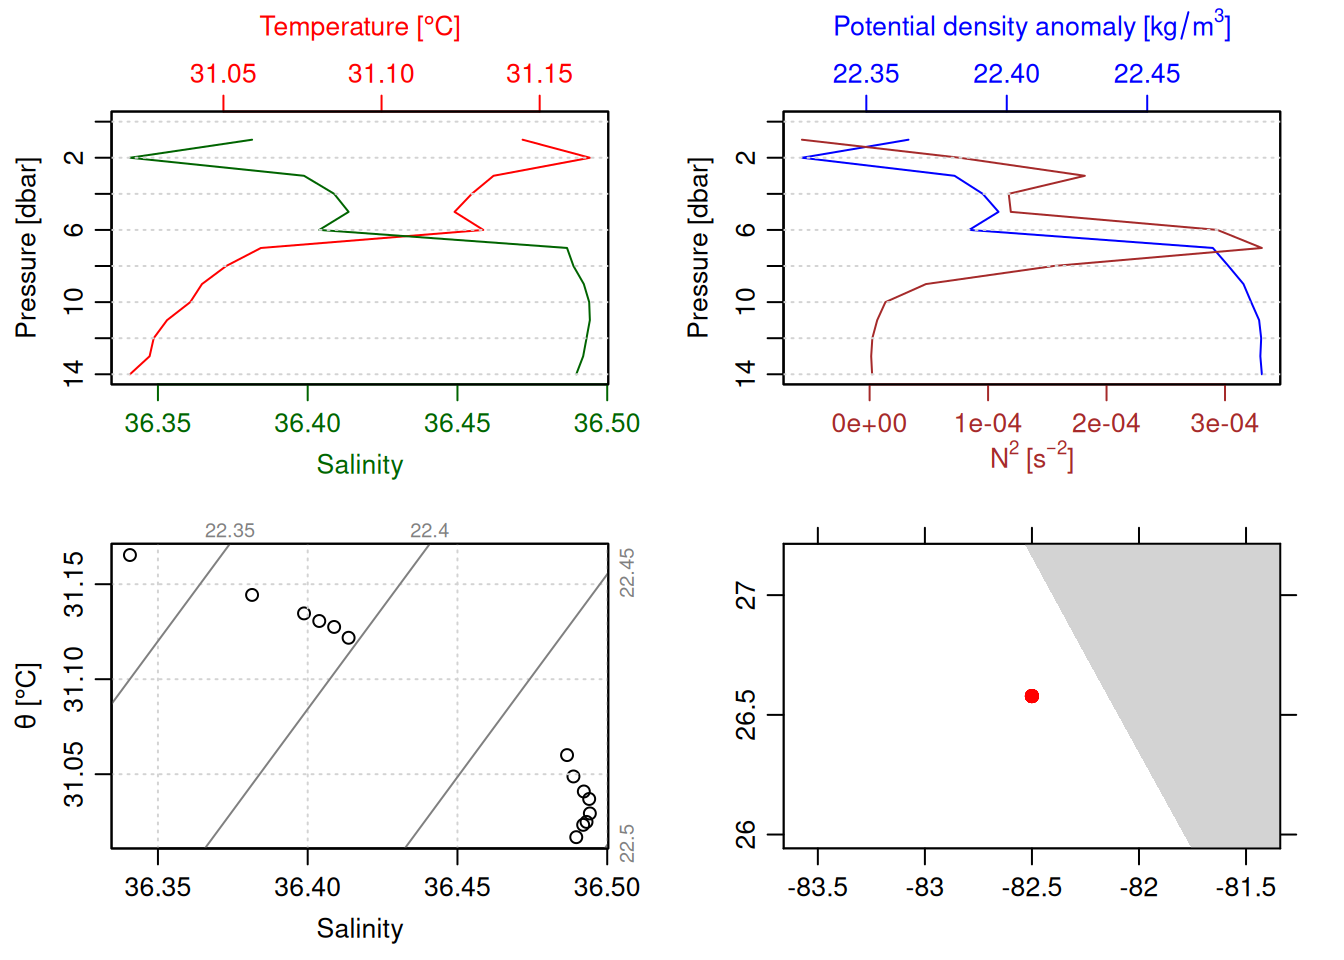 Temperature [°C]
31.05 31.10 31.15
Pressure [dbar]
2
6
10
14
36.35 36.40 36.45 36.50
Salinity
Potential density anomaly [kg/m³]
22.35 22.40 22.45
Pressure [dbar]
2
6
10
14
0e+00 1e-04 2e-04 3e-04
N² [s⁻²]
22.35 22.4
22.45
22.5
θ [°C]
31.15
31.10
31.05
36.35 36.40 36.45 36.50
Salinity
27
26.5
26
-83.5 -83 -82.5 -82 -81.5